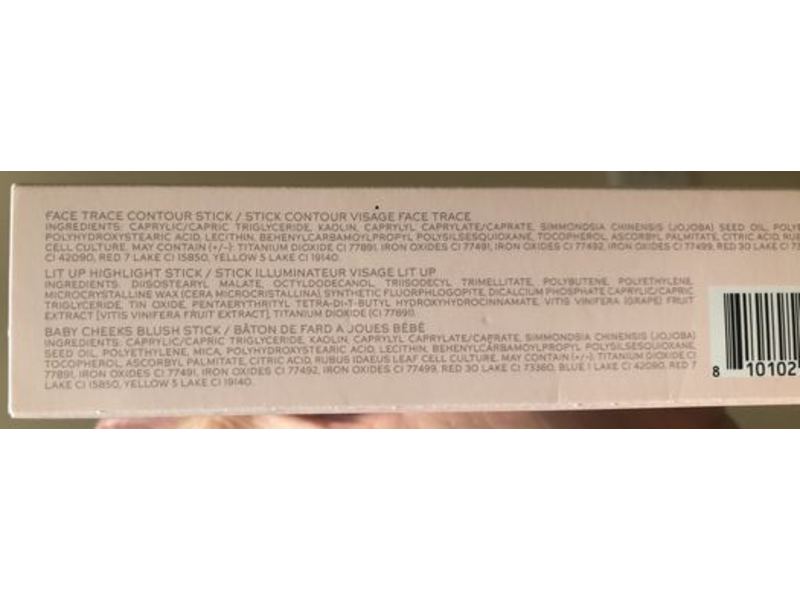 FACE TRACE CONTOUR STICK / STICK CONTOUR VISAGE FACE TRACE
INGREDIENTS: CAPRYLIC/CAPRIC TRIGLYCERIDE, KAOLIN, CAPRYLYL CAPRYLATE/CAPRATE, SIMMONDSIA CHINENSIS (JOJOBA) SEED OIL,
POLYHYDROXYSTEARIC ACID, LECITHIN, BEHENYLCARBAMOYLPROPYL POLYSILSESQUIOXANE, TOCOPHEROL, ASCORBYL PALMITATE, CITRIC ACID,
CELL CULTURE. MAY CONTAIN (+/-): TITANIUM DIOXIDE CI 77891, IRON OXIDES CI 77491, IRON OXIDES CI 77492, IRON OXIDES CI 77499, RED 30 LAKE CI
CI 42090, RED 7 LAKE CI 15850, YELLOW 5 LAKE CI 19140.
LIT UP HIGHLIGHT STICK / STICK ILLUMINATEUR VISAGE LIT UP
INGREDIENTS: DIISOSTEARYL MALATE, OCTYLDODECANOL, TRIISODECYL TRIMELLITATE, POLYBUTENE, POLYETHYLENE,
MICROCRYSTALLINE WAX (CERA MICROCRISTALLINA), SYNTHETIC FLUORPHLOGOPITE, DICALCIUM PHOSPHATE CAPRYLIC/CAPRIC
TRIGLYCERIDE, TIN OXIDE, PENTAERYTHRITYL TETRA-DI-T-BUTYL HYDROXYHYDROCINNAMATE, VITIS VINIFERA (GRAPE) FRUIT
EXTRACT [VITIS VINIFERA FRUIT EXTRACT], TITANIUM DIOXIDE (CI 77891).
BABY CHEEKS BLUSH STICK / BÂTON DE FARD A JOUES BÉBÉ
INGREDIENTS: CAPRYLIC/CAPRIC TRIGLYCERIDE, KAOLIN, CAPRYLYL CAPRYLATE/CAPRATE, SIMMONDSIA CHINENSIS (JOJOBA)
SEED OIL, POLYETHYLENE, MICA, POLYHYDROXYSTEARIC ACID, LECITHIN, BEHENYLCARBAMOYLPROPYL POLYSILSESQUIOXANE,
TOCOPHEROL, ASCORBYL PALMITATE, CITRIC ACID, RUBUS IDAEUS LEAF CELL CULTURE. MAY CONTAIN (+/-): TITANIUM DIOXIDE CI
77891, IRON OXIDES CI 77491, IRON OXIDES CI 77492, IRON OXIDES CI 77499, RED 30 LAKE CI 73360, BLUE 1 LAKE CI 42090, RED 7
LAKE CI 15850, YELLOW 5 LAKE CI 19140.
8 10102